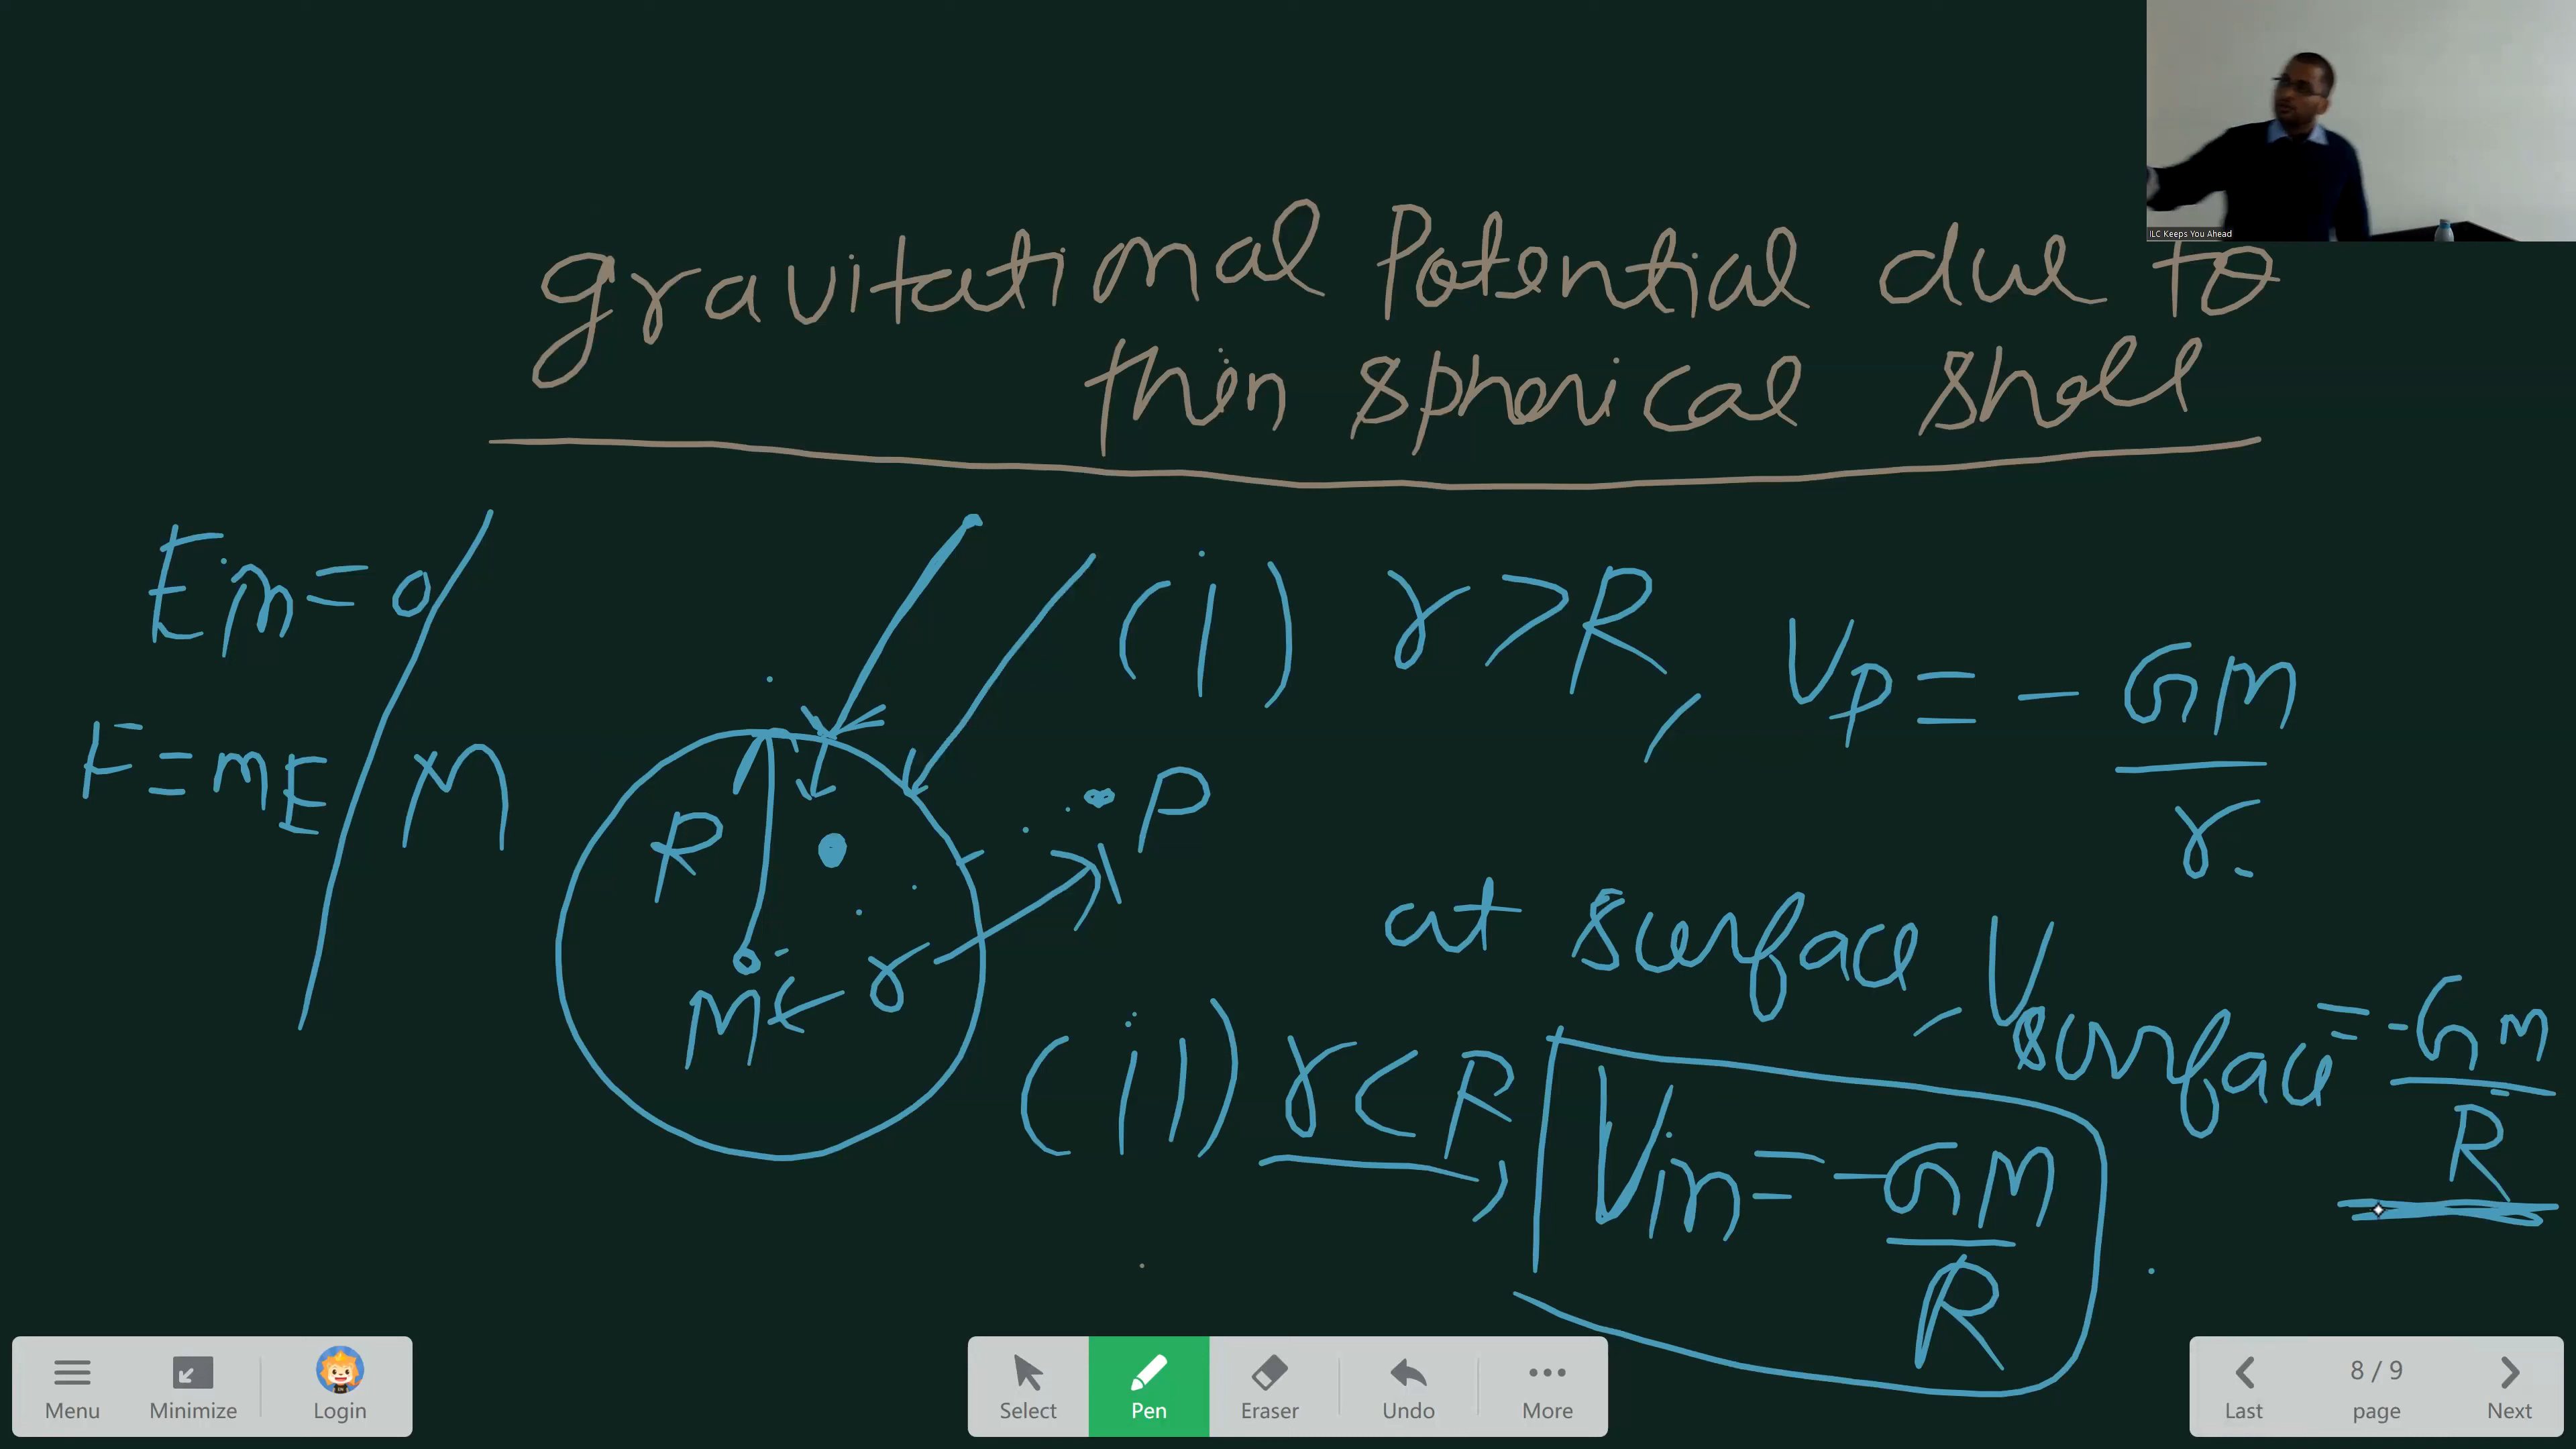 ILC Keeps You Ahead
gravitational Potential due to
thin spherical shell
Ein = 0
F = mE
M
R
M
r
P
(i) r > R, Vp = - GM
r
at surface, Vsurface = - GM
R
(ii) r < R, Vin = - GM
R
Menu Minimize Login
Select Pen Eraser Undo More
8 / 9
Last page Next